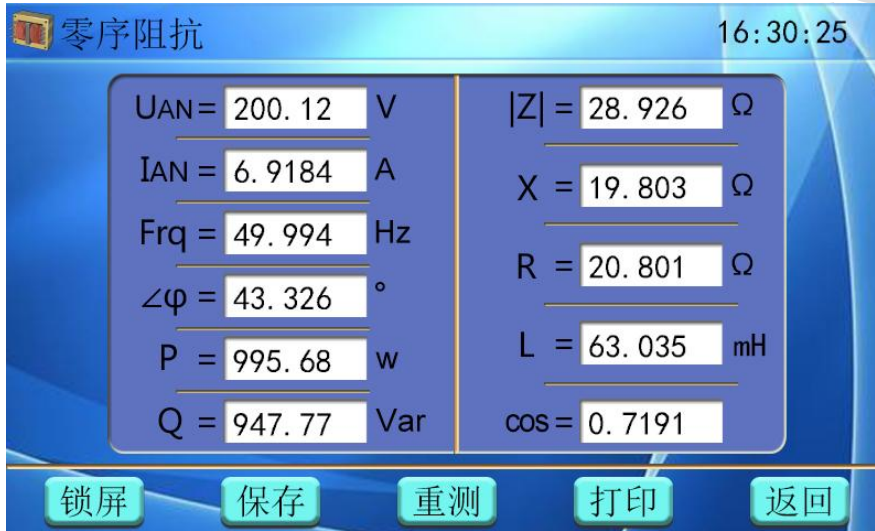 零序阻抗 16:30:25
UAN= 200.12 V
IAN = 6.9184 A
Frq = 49.994 Hz
∠φ = 43.326 °
P = 995.68 w
Q = 947.77 Var
|Z| = 28.926 Ω
X = 19.803 Ω
R = 20.801 Ω
L = 63.035 mH
cos= 0.7191
锁屏 保存 重测 打印 返回